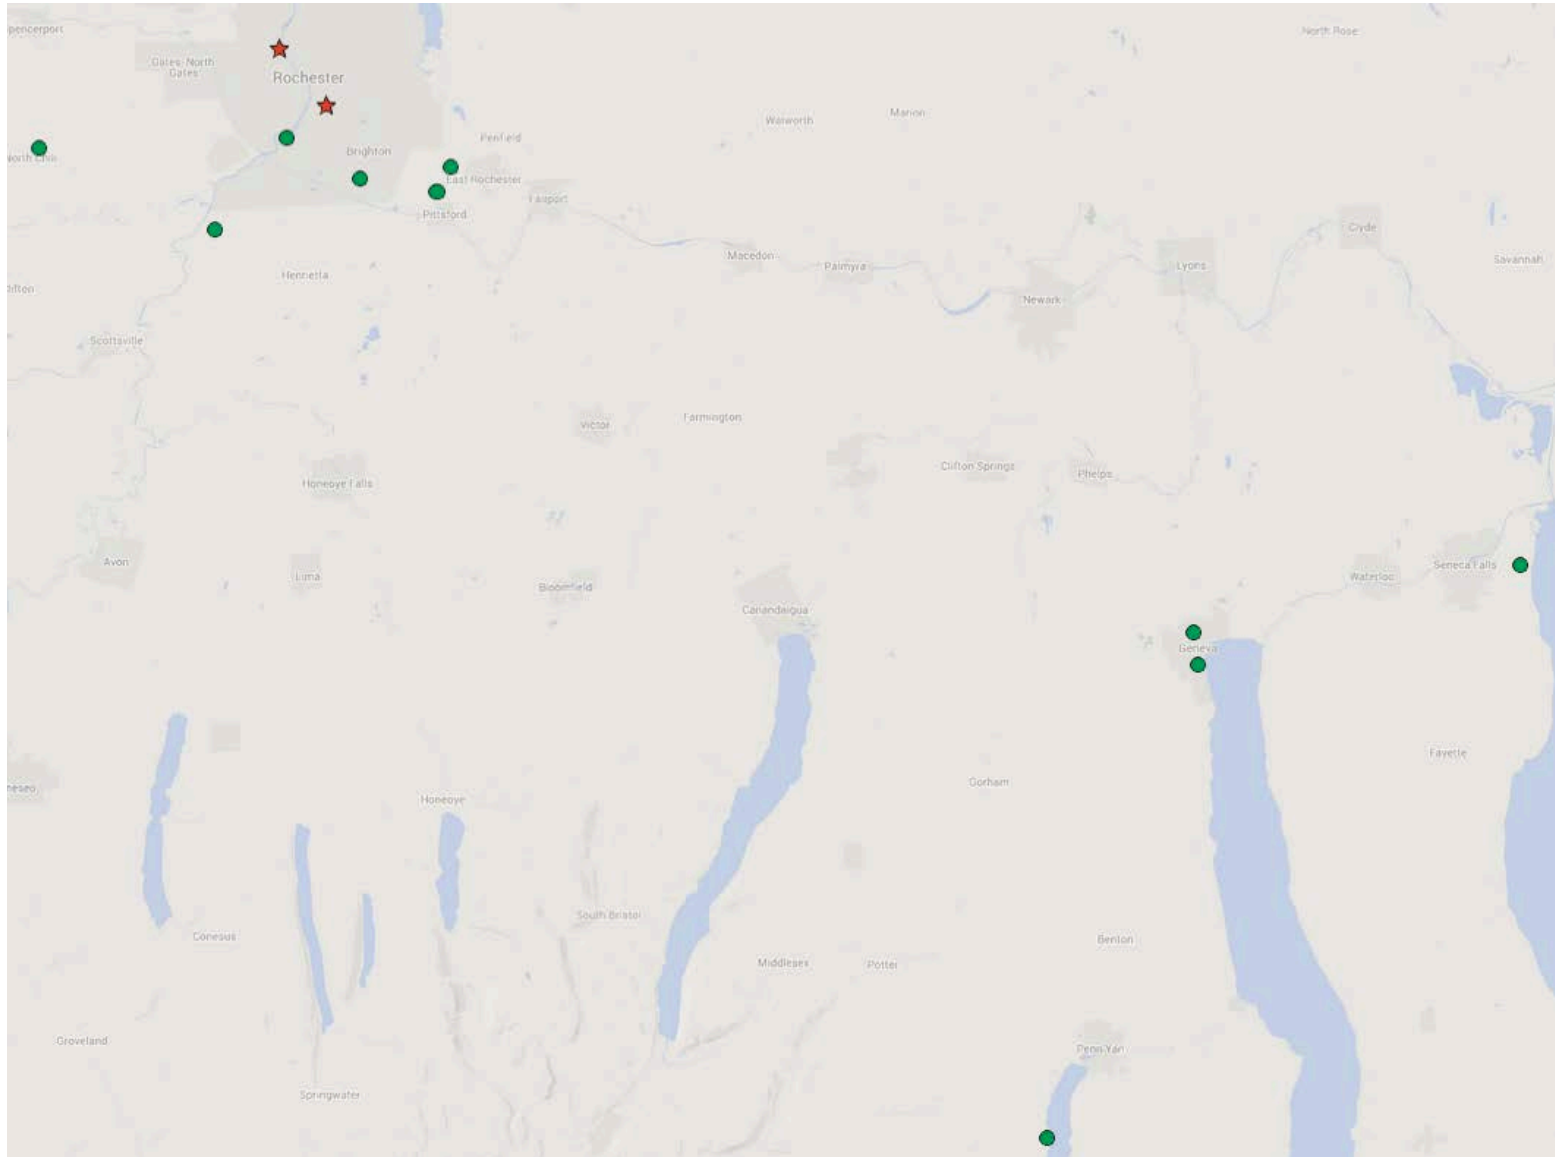 pencerport
North Rose
Gates-North
Gates
Rochester
Marion
Walworth
Penfield
Brighton
North Chili
East Rochester
Fairport
Pittsford
Clyde
Macedon
Savannah
Palmyra
Lyons
Henrietta
Newark
Scottsville
Farmington
Victor
Clifton Springs
Phelps
Honeoye Falls
Avon
Lima
Bloomfield
Waterloo
Seneca Falls
Canandaigua
Geneva
Fayette
Gorham
neseo
Honeoye
South Bristol
Conesus
Benton
Middlesex
Potter
Groveland
Penn Yan
Springwater